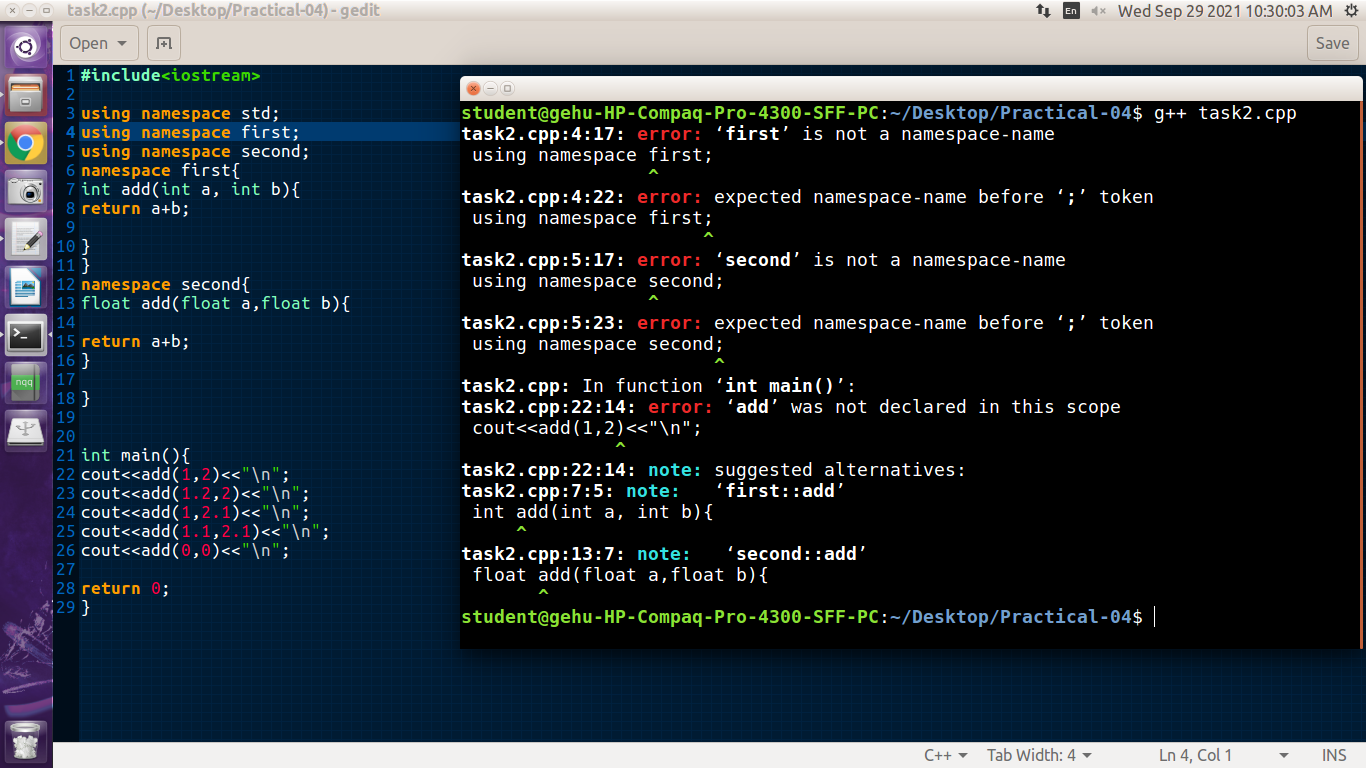 task2.cpp (~/Desktop/Practical-04) - gedit
En
Wed Sep 29 2021 10:30:03 AM
Open
Save
1 #include<iostream>
2
3 using namespace std;
4 using namespace first;
5 using namespace second;
6 namespace first{
7 int add(int a, int b){
8 return a+b;
9
10 }
11 }
12 namespace second{
13 float add(float a,float b){
14
15 return a+b;
16 }
17
18 }
19
20
21 int main(){
22 cout<<add(1,2)<<"\n";
23 cout<<add(1.2,2)<<"\n";
24 cout<<add(1,2.1)<<"\n";
25 cout<<add(1.1,2.1)<<"\n";
26 cout<<add(0,0)<<"\n";
27
28 return 0;
29 }
student@gehu-HP-Compaq-Pro-4300-SFF-PC:~/Desktop/Practical-04$ g++ task2.cpp
task2.cpp:4:17: error: ‘first’ is not a namespace-name
using namespace first;
^
task2.cpp:4:22: error: expected namespace-name before ‘;’ token
using namespace first;
^
task2.cpp:5:17: error: ‘second’ is not a namespace-name
using namespace second;
^
task2.cpp:5:23: error: expected namespace-name before ‘;’ token
using namespace second;
^
task2.cpp: In function ‘int main()’:
task2.cpp:22:14: error: ‘add’ was not declared in this scope
cout<<add(1,2)<<"\n";
^
task2.cpp:22:14: note: suggested alternatives:
task2.cpp:7:5: note: ‘first::add’
int add(int a, int b){
^
task2.cpp:13:7: note: ‘second::add’
float add(float a,float b){
^
student@gehu-HP-Compaq-Pro-4300-SFF-PC:~/Desktop/Practical-04$
nqq
C++
Tab Width: 4
Ln 4, Col 1
INS